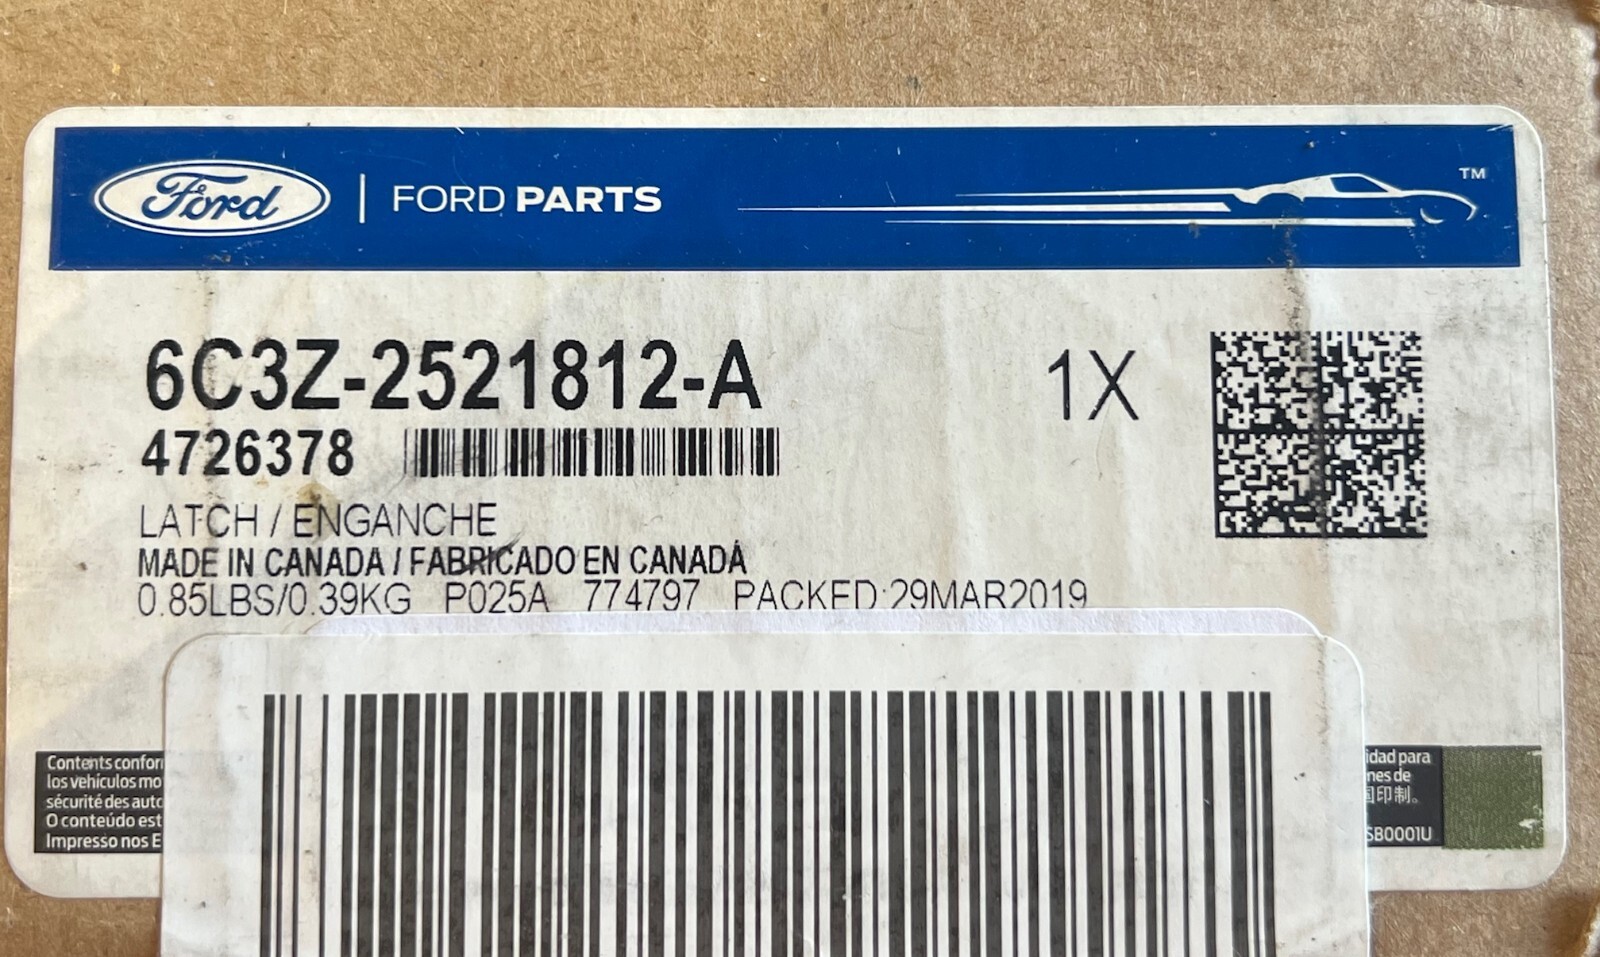 Ford | FORD PARTS ™
6C3Z-2521812-A 1X
4726378
LATCH / ENGANCHE
MADE IN CANADA / FABRICADO EN CANADÁ
0.85LBS/0.39KG P025A 774797 PACKED:29MAR2019
Contents confor
los vehículos mo
sécurité des auto
O conteúdo est
Impresso nos E
idad para
nes de
国印制。
SB0001U